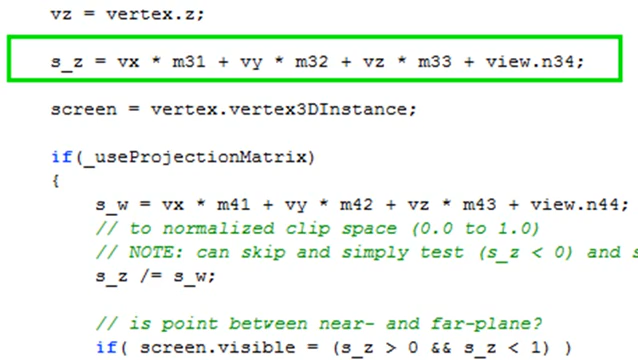 vz = vertex.z;
s_z = vx * m31 + vy * m32 + vz * m33 + view.n34;
screen = vertex.vertex3DInstance;
if(_useProjectionMatrix)
{
s_w = vx * m41 + vy * m42 + vz * m43 + view.n44;
// to normalized clip space (0.0 to 1.0)
// NOTE: can skip and simply test (s_z < 0) and s
s_z /= s_w;
// is point between near- and far-plane?
if( screen.visible = (s_z > 0 && s_z < 1) )